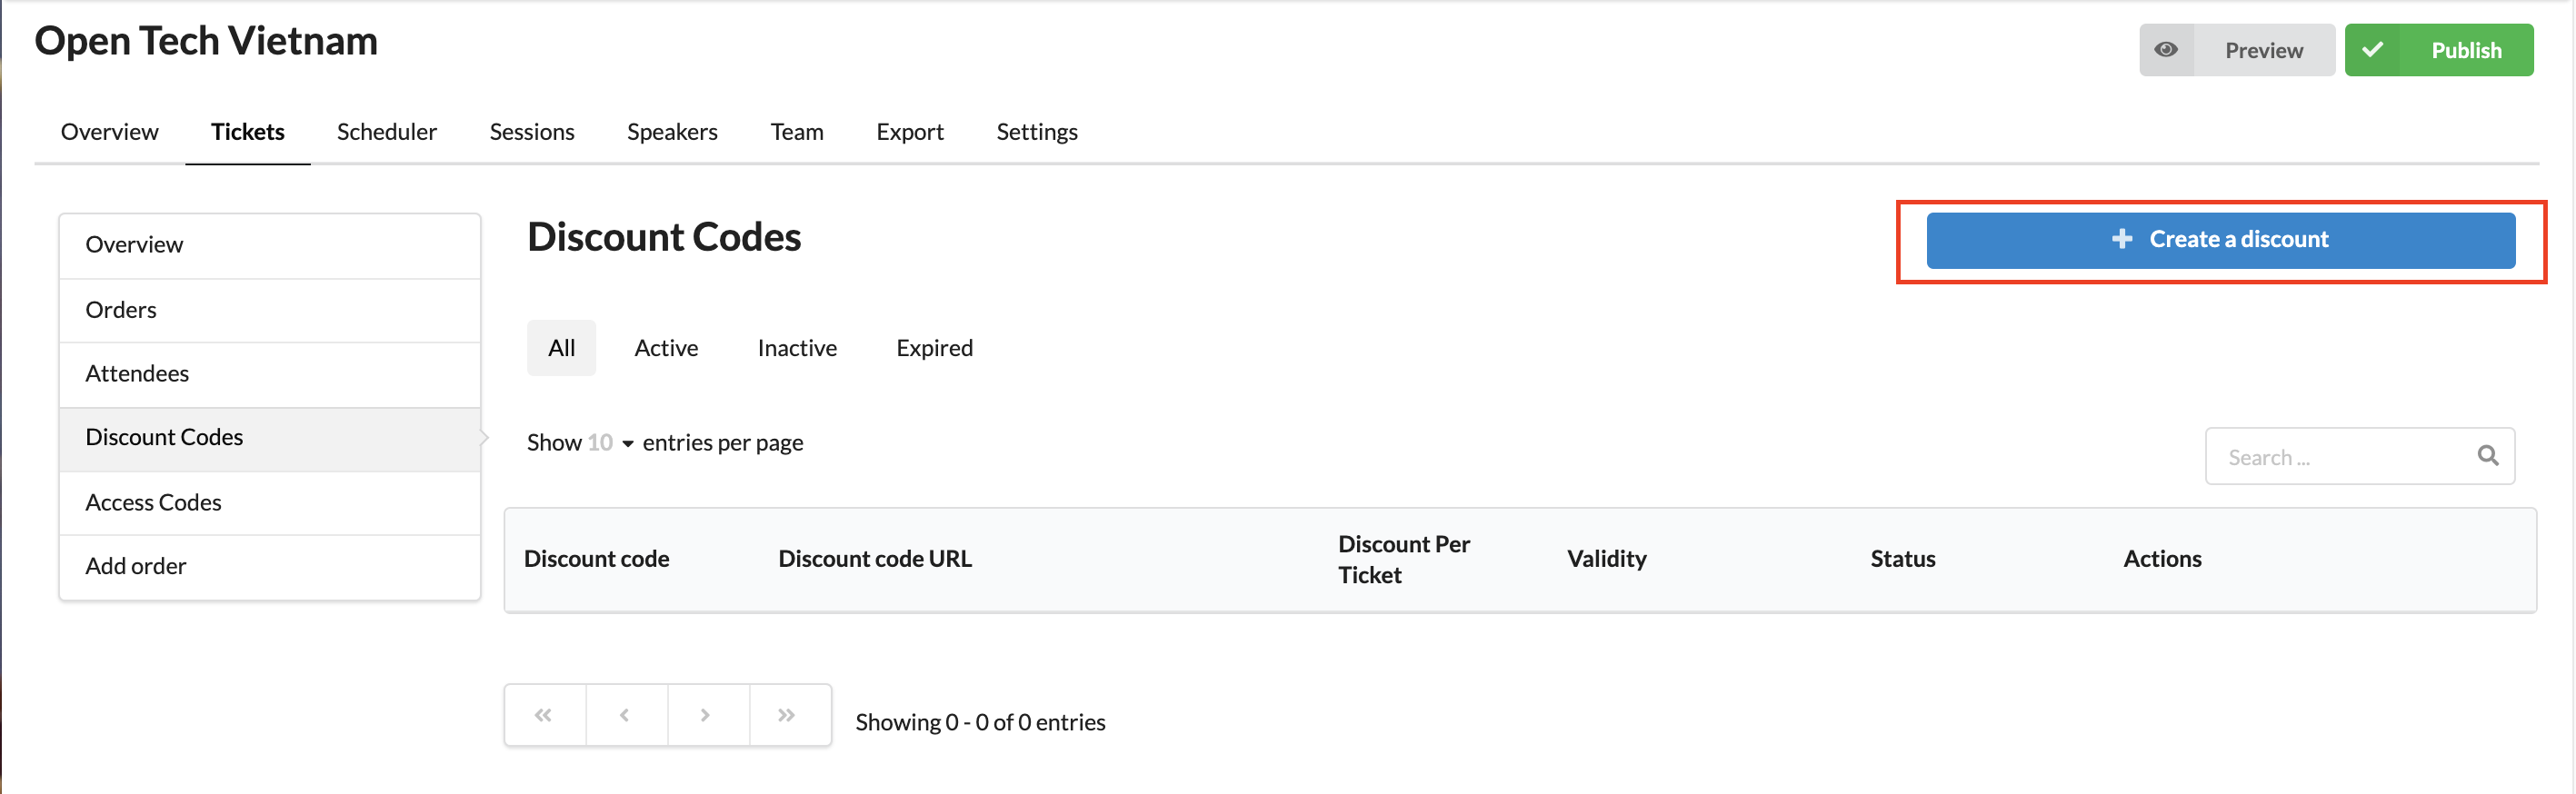 Open Tech Vietnam
Preview
Publish
Overview
Tickets
Scheduler
Sessions
Speakers
Team
Export
Settings
Overview
Orders
Attendees
Discount Codes
Access Codes
Add order
Discount Codes
Create a discount
All
Active
Inactive
Expired
Show 10 entries per page
Search ...
Discount code
Discount code URL
Discount Per
Ticket
Validity
Status
Actions
Showing 0 - 0 of 0 entries